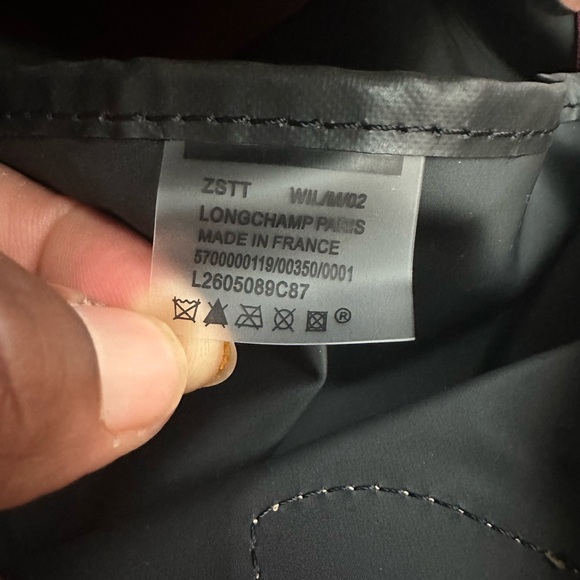 ZSTT WIL/M/02
LONGCHAMP PARIS
MADE IN FRANCE
5700000119/00350/0001
L2605089C87
®